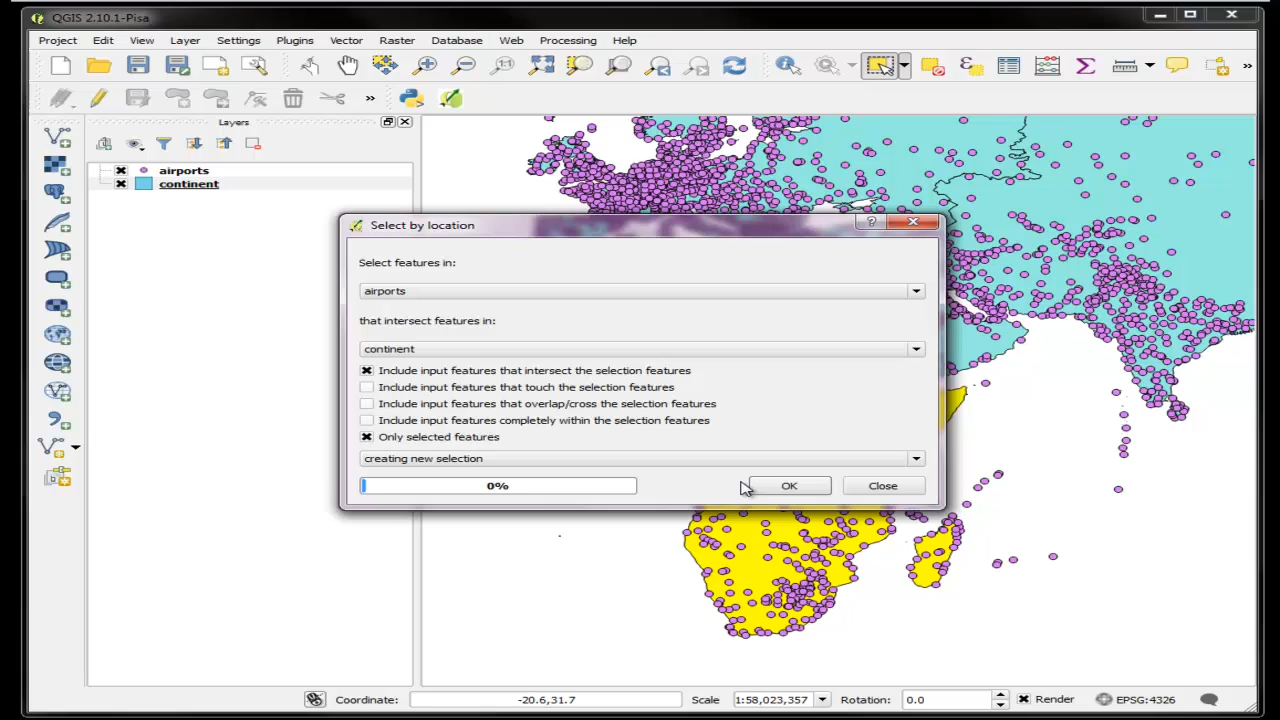 QGIS 2.10.1-Pisa
Project Edit View Layer Settings Plugins Vector Raster Database Web Processing Help
Layers
airports
continent
Select by location
Select features in:
airports
that intersect features in:
continent
Include input features that intersect the selection features
Include input features that touch the selection features
Include input features that overlap/cross the selection features
Include input features completely within the selection features
Only selected features
creating new selection
0% OK Close
Coordinate: -20.6,31.7 Scale 1:58,023,357 Rotation: 0.0 Render EPSG:4326